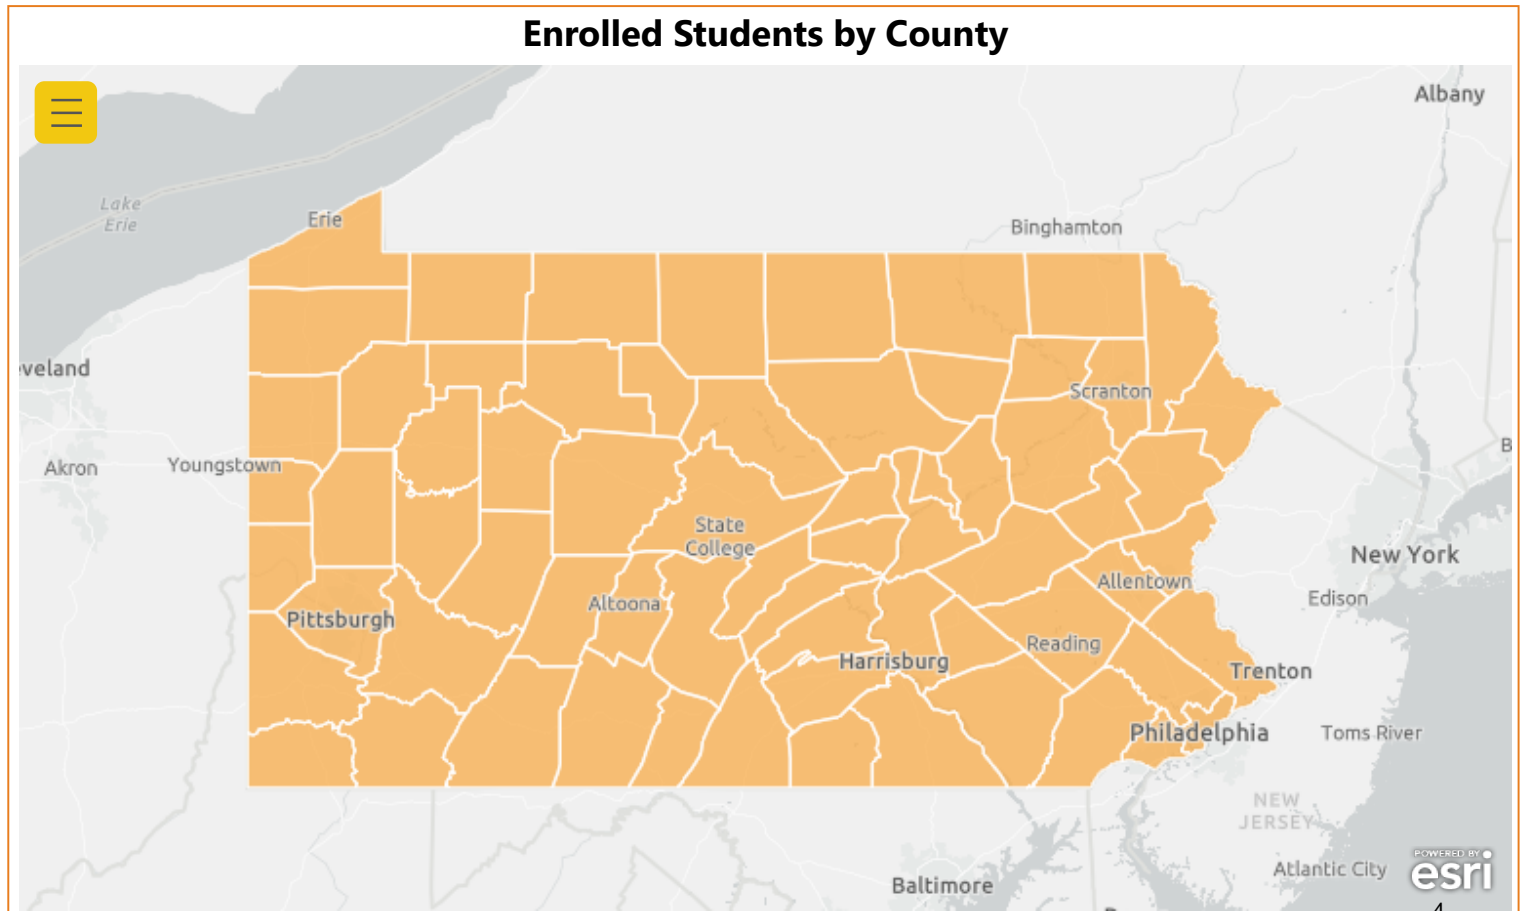 Enrolled Students by County
Albany
Lake
Erie
Erie
Binghamton
veland
Scranton
Akron
Youngstown
State
College
New York
Allentown
Altoona
Edison
Pittsburgh
Reading
Harrisburg
Trenton
Philadelphia
Toms River
NEW
JERSEY
Atlantic City
Baltimore
POWERED BY
esri